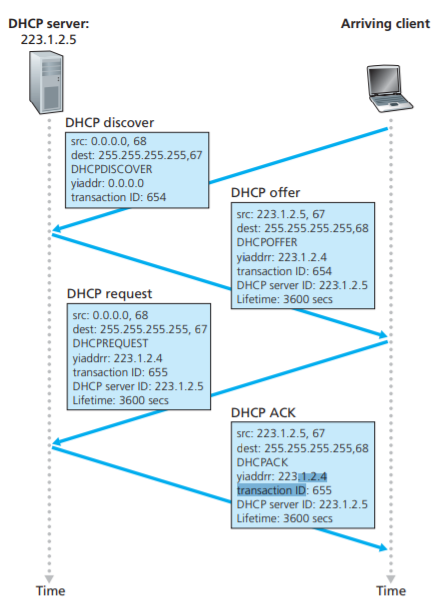 DHCP server:
223.1.2.5
Arriving client
DHCP discover
src: 0.0.0.0, 68
dest: 255.255.255.255,67
DHCPDISCOVER
yiaddr: 0.0.0.0
transaction ID: 654
DHCP offer
src: 223.1.2.5, 67
dest: 255.255.255.255,68
DHCPOFFER
yiaddrr: 223.1.2.4
transaction ID: 654
DHCP server ID: 223.1.2.5
Lifetime: 3600 secs
DHCP request
src: 0.0.0.0, 68
dest: 255.255.255.255, 67
DHCPREQUEST
yiaddrr: 223.1.2.4
transaction ID: 655
DHCP server ID: 223.1.2.5
Lifetime: 3600 secs
DHCP ACK
src: 223.1.2.5, 67
dest: 255.255.255.255,68
DHCPACK
yiaddrr: 223.1.2.4
transaction ID: 655
DHCP server ID: 223.1.2.5
Lifetime: 3600 secs
Time
Time